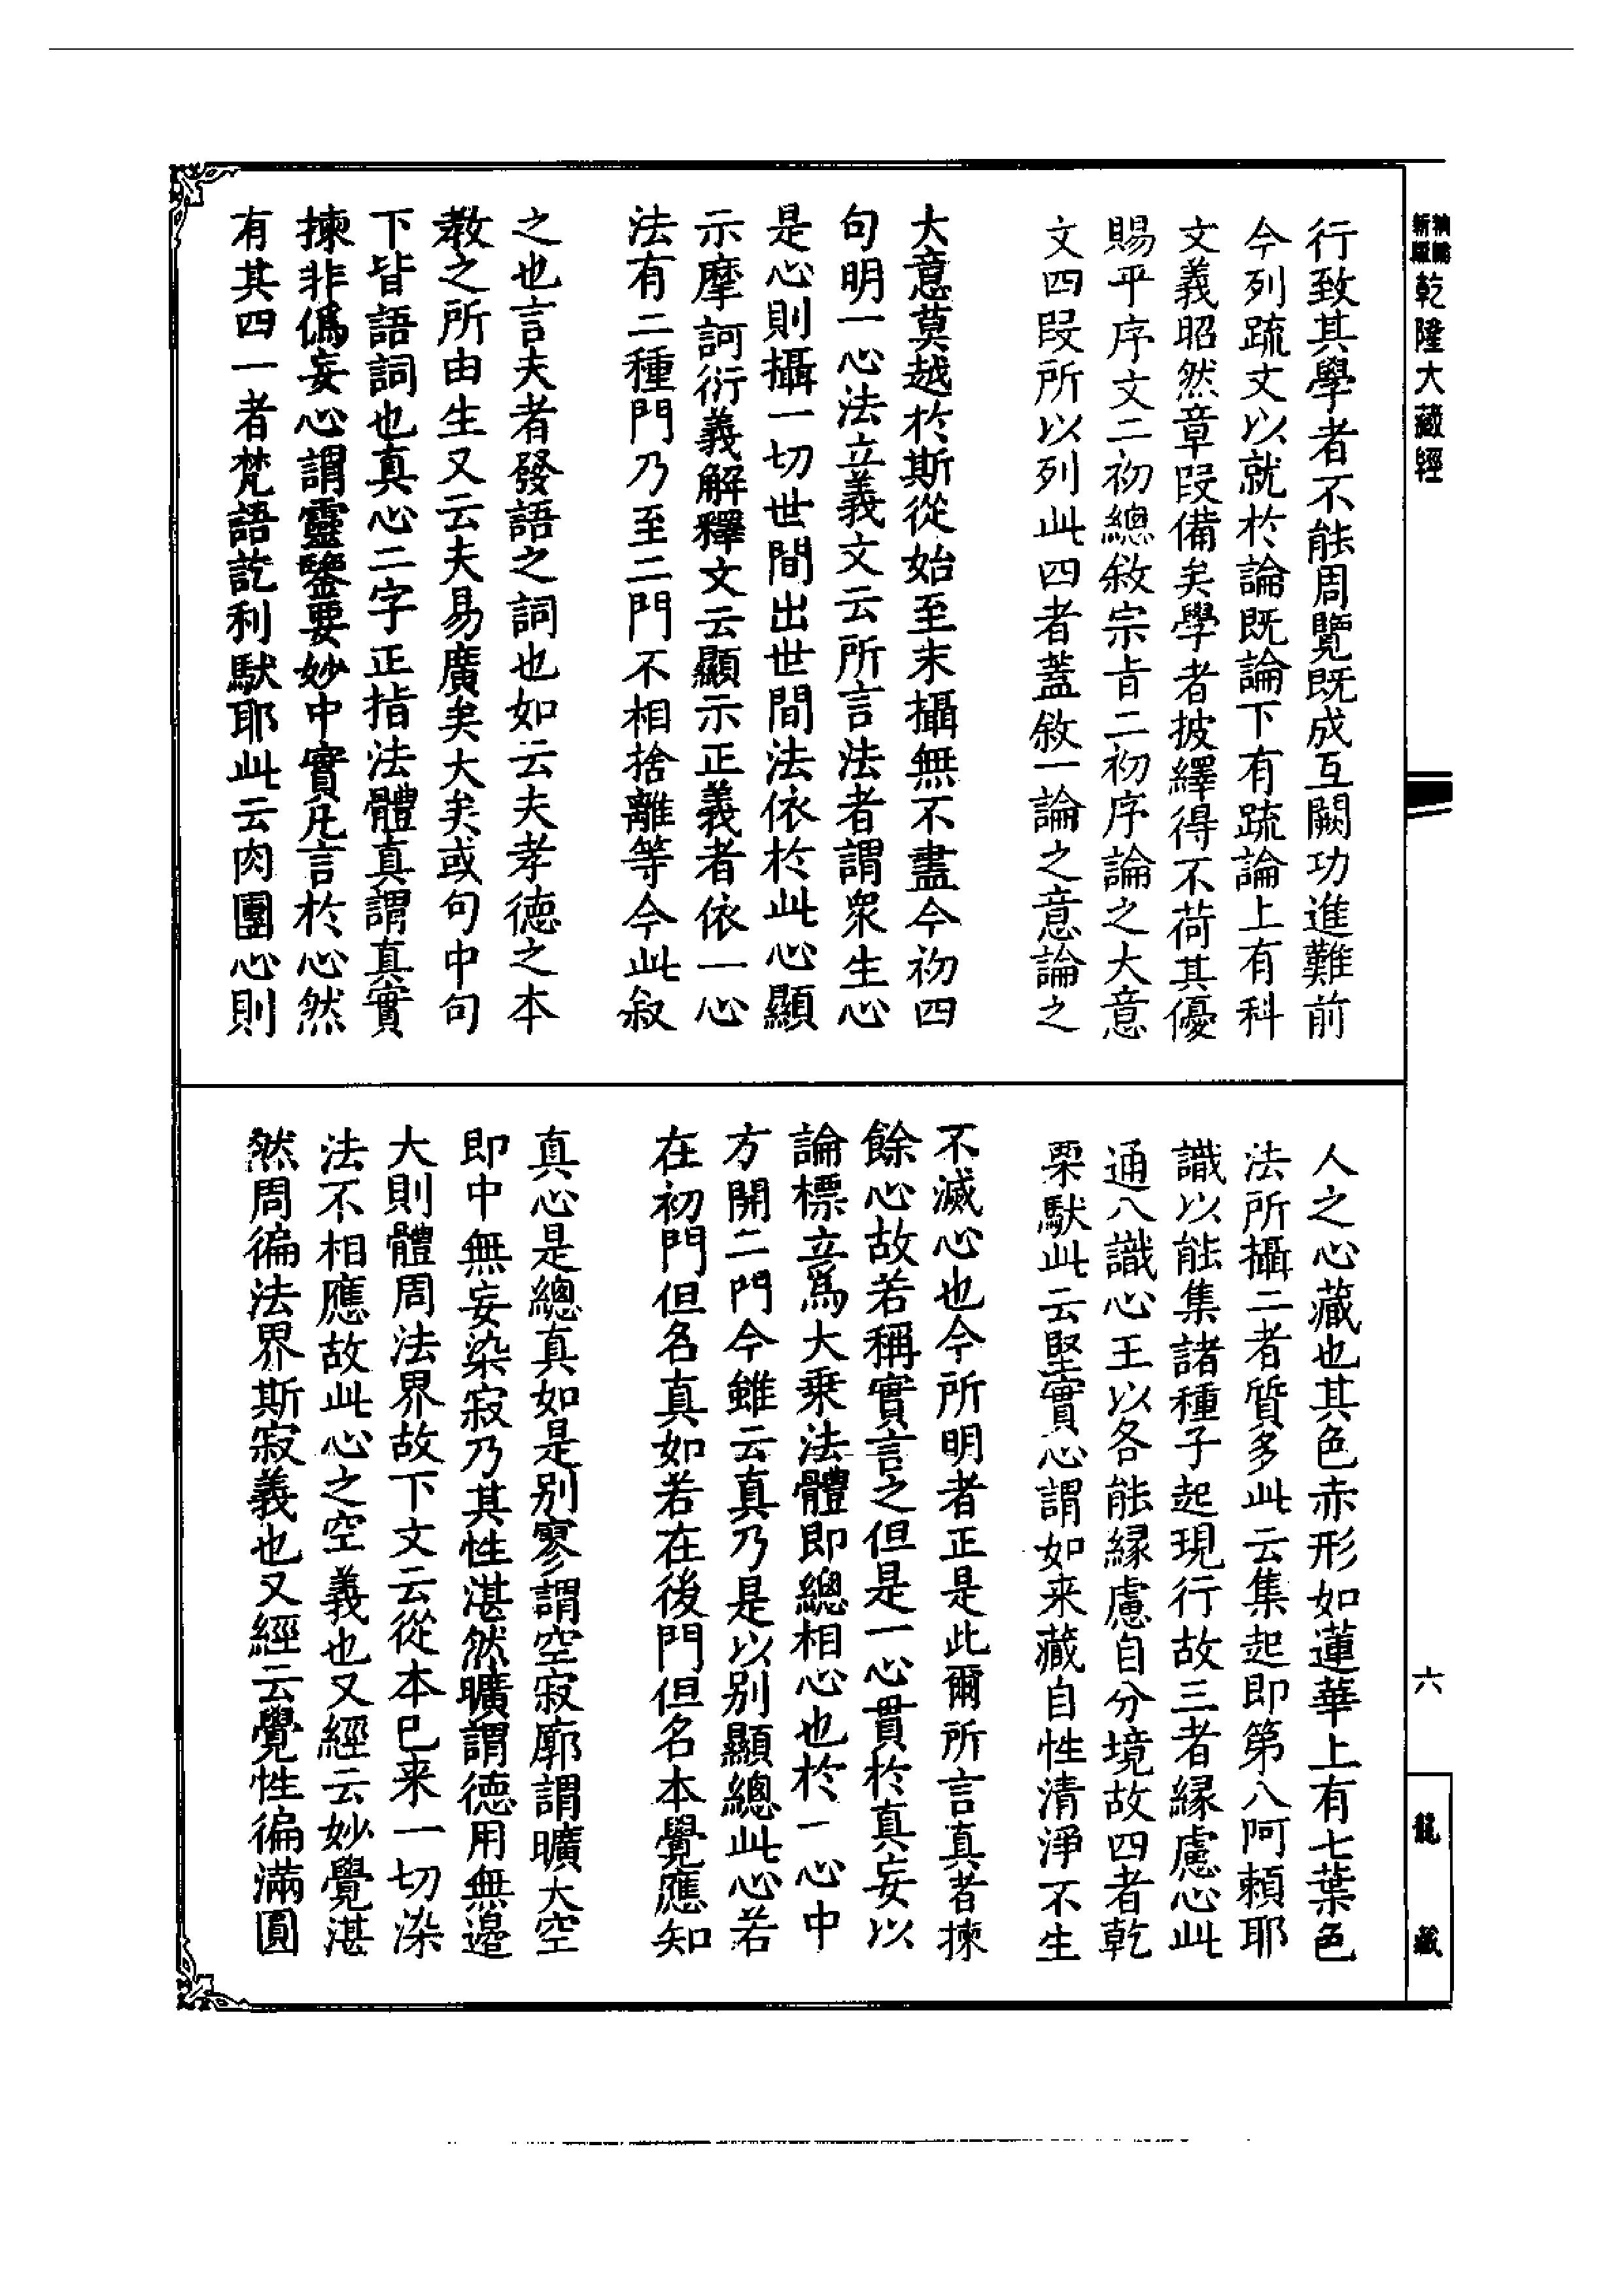 乾隆大藏經
行致其學者不能周覽既成互闕功進難前
今列疏文以就於論既論下有疏論上有科
文義昭然章段備矣學者披繹得不荷其優
賜乎序文二初總敘宗旨二初序論之大意
文四段所以列此四者蓋敘一論之意論之
大意莫越於斯從始至末攝無不盡今初四
句明一心法立義文云所言法者謂衆生心
是心則攝一切世間出世間法依於此心顯
示摩訶衍義解釋文云顯示正義者依一心
法有二種門乃至二門不相捨離等今此叙
之也言夫者發語之詞也如云夫孝德之本
教之所由生又云夫易廣矣大矣或句中句
下皆語詞也真心二字正指法體真謂真實
揀非僞妄心謂靈鑒要妙中實凡言於心然
有其四一者梵語訖利馱耶此云肉團心則
人之心藏也其色赤形如蓮華上有七葉色
法所攝二者質多此云集起即第八阿賴耶
識以能集諸種子起現行故三者緣慮心此
通八識心王以各能緣慮自分境故四者乾
栗馱此云堅實心謂如来藏自性清淨不生
不滅心也今所明者正是此爾所言真者揀
餘心故若稱實言之但是一心貫於真妄以
論標立爲大乗法體即總相心也於一心中
方開二門今雖云真乃是以别顯總此心若
在初門但名真如若在後門但名本覺應知
真心是總真如是别寥謂空寂廓謂曠大空
即中無妄染寂乃其性湛然曠謂德用無邊
大則體周法界故下文云從本已来一切染
法不相應故此心之空義也又經云妙覺湛
然周徧法界斯寂義也又經云覺性徧滿圓
六
龍藏